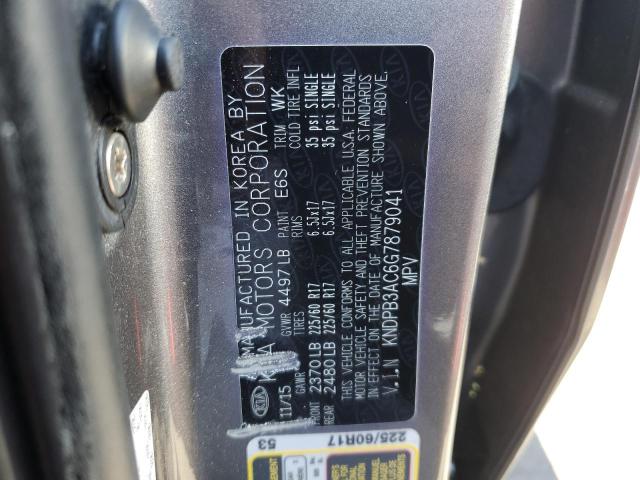 MANUFACTURED IN KOREA BY
KIA MOTORS CORPORATION
11/15 GVWR 4497 LB PAINT E6S TRIM WK
GAWR TIRES RIMS COLD TIRE INFL
FRONT 2370 LB 225/60 R17 6.5Jx17 35 psi SINGLE
REAR 2480 LB 225/60 R17 6.5Jx17 35 psi SINGLE
THIS VEHICLE CONFORMS TO ALL APPLICABLE U.S.A. FEDERAL
MOTOR VEHICLE SAFETY AND THEFT PREVENTION STANDARDS
IN EFFECT ON THE DATE OF MANUFACTURE SHOWN ABOVE.
V.I.N KNDPB3AC6G7879041
MPV
KIA
225/60R17
53